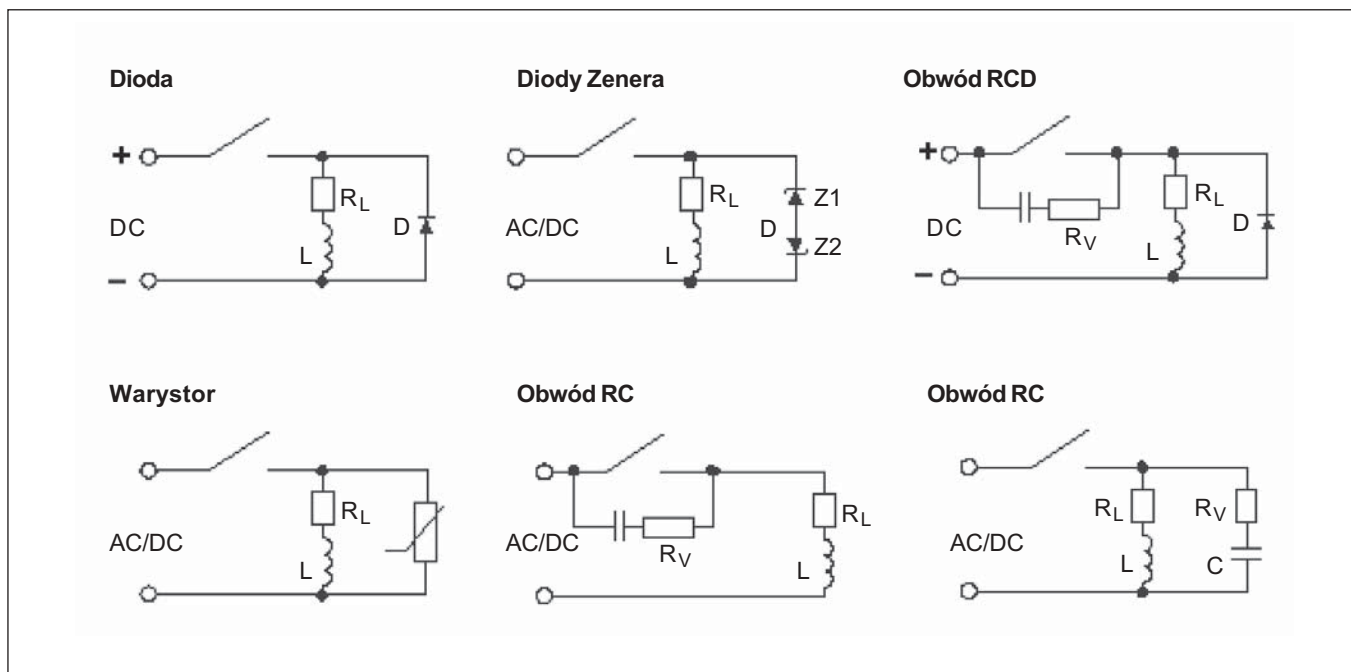 Dioda
+
DC
−
R_L
L
D
Diody Zenera
AC/DC
R_L
L
D
Z1
Z2
Obwód RCD
+
DC
−
R_V
R_L
L
D
Warystor
AC/DC
R_L
L
Obwód RC
AC/DC
R_V
R_L
L
Obwód RC
AC/DC
R_L
L
R_V
C